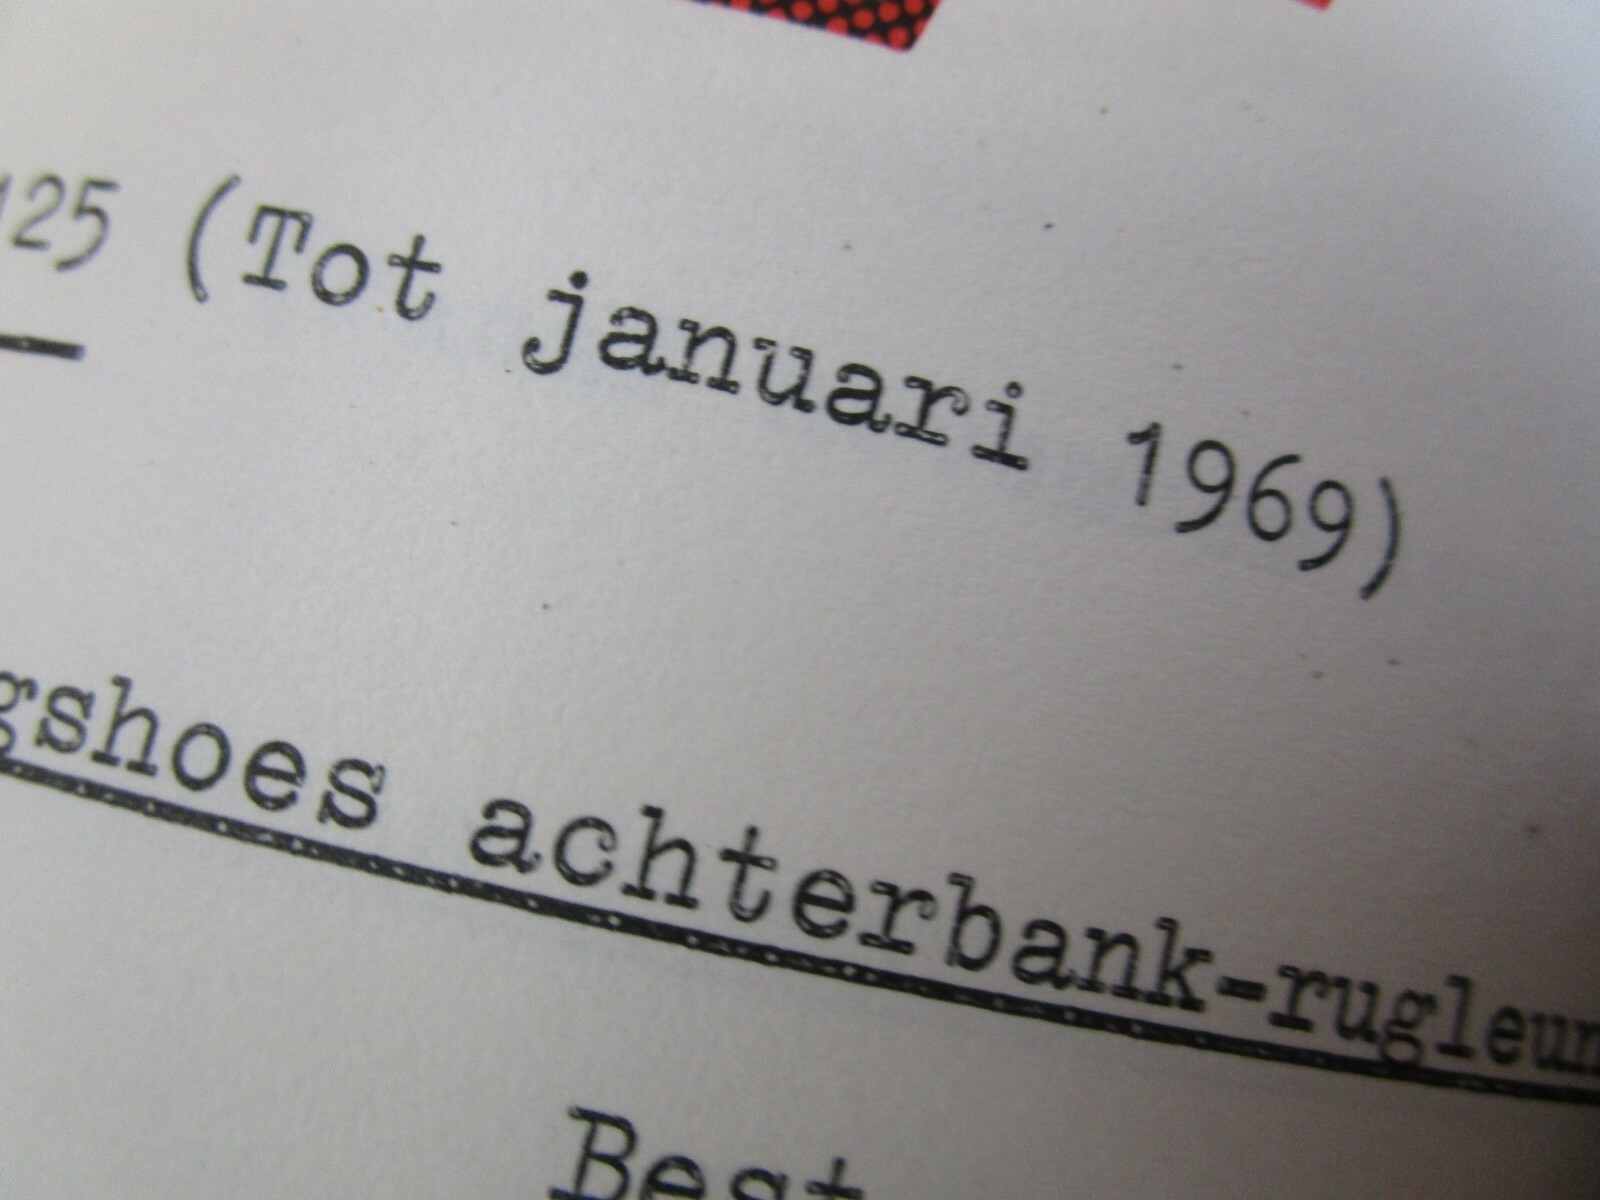 125 (Tot januari 1969)
gshoes achterbank-rugleun
Best